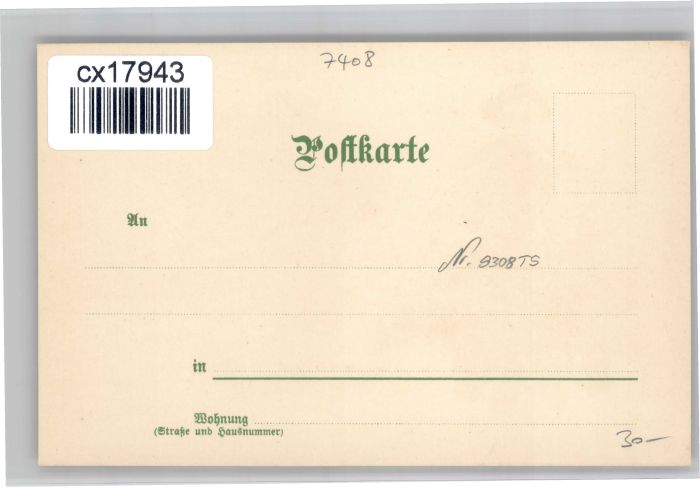 cx17943
7408
Postkarte
An
Nr. 9308TS
in
Wohnung
(Straße und Hausnummer)
30—